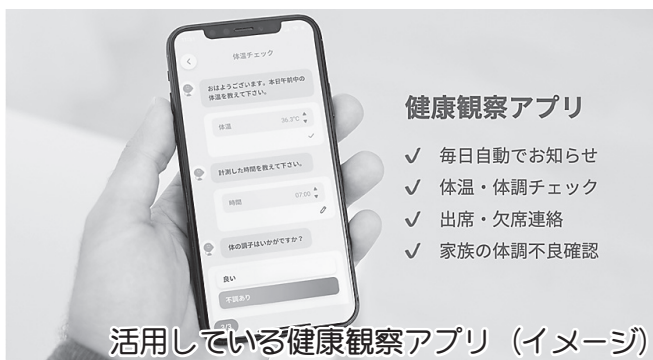 体温チェック
おはようございます。本日午前中の
体温を教えて下さい。
体温
36.3℃
計測した時間を教えて下さい。
時間
07:00
体の調子はいかがですか？
良い
不調あり
1/3
健康観察アプリ
毎日自動でお知らせ
体温・体調チェック
出席・欠席連絡
家族の体調不良確認
活用している健康観察アプリ（イメージ）